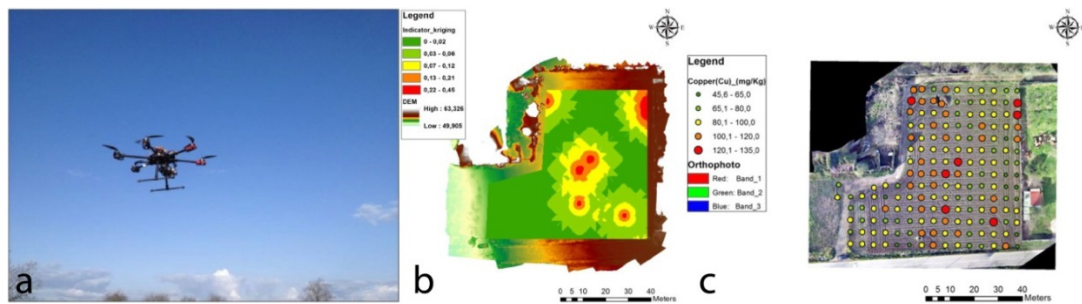 a
Legend
Indicator_kriging
0 - 0,02
0,03 - 0,06
0,07 - 0,12
0,13 - 0,21
0,22 - 0,45
DEM
High : 63,326
Low : 49,905
N
W E
S
0 5 10 20 30 40
Meters
b
Legend
Copper(Cu)_(mg/Kg)
45,6 - 65,0
65,1 - 80,0
80,1 - 100,0
100,1 - 120,0
120,1 - 135,0
Orthophoto
Red: Band_1
Green: Band_2
Blue: Band_3
N
W E
S
0 5 10 20 30 40
Meters
c